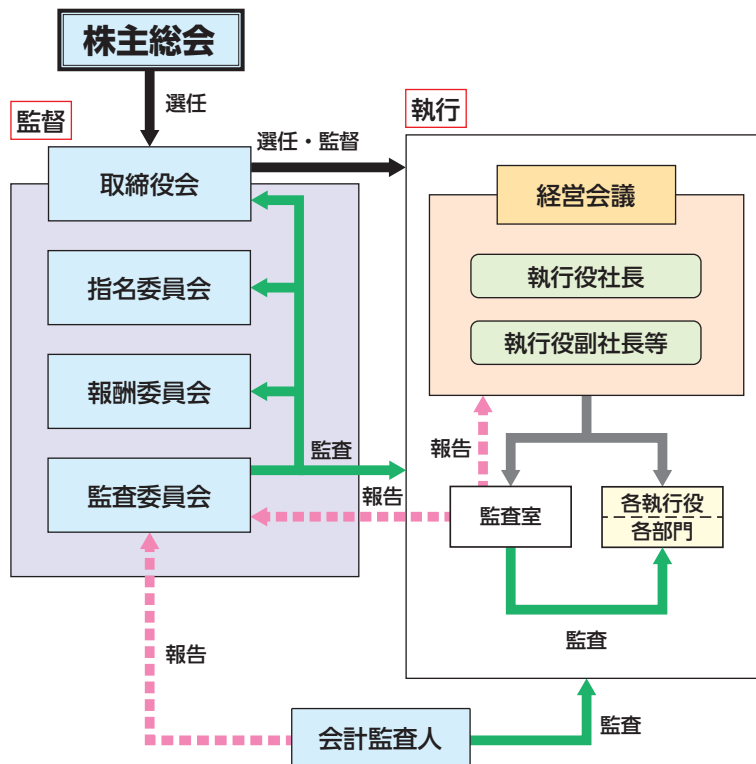 株主総会
選任
監督
執行
選任・監督
取締役会
経営会議
指名委員会
執行役社長
執行役副社長等
報酬委員会
監査
報告
監査委員会
報告
監査室
各執行役
各部門
監査
報告
会計監査人
監査